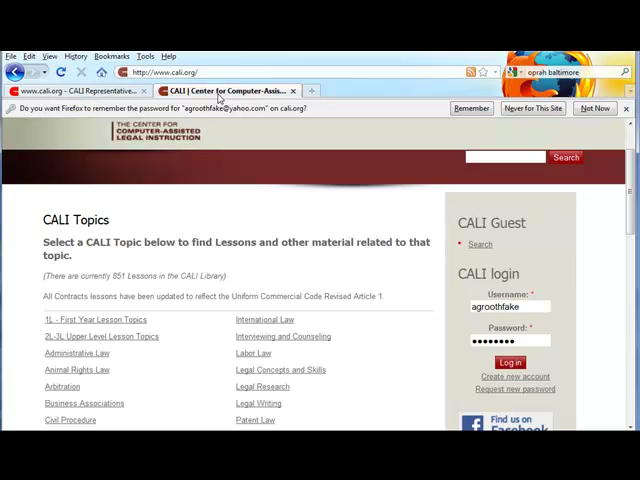 File Edit View History Bookmarks Tools Help
http://www.cali.org/
oprah baltimore
www.cali.org - CALI Representative...
CALI | Center for Computer-Assis...
Do you want Firefox to remember the password for "agroothfake@yahoo.com" on cali.org?
Remember
Never for This Site
Not Now
THE CENTER FOR
COMPUTER-ASSISTED
LEGAL INSTRUCTION
Search
CALI Topics
Select a CALI Topic below to find Lessons and other material related to that
topic.
(There are currently 851 Lessons in the CALI Library)
All Contracts lessons have been updated to reflect the Uniform Commercial Code Revised Article 1.
1L - First Year Lesson Topics
2L-3L Upper Level Lesson Topics
Administrative Law
Animal Rights Law
Arbitration
Business Associations
Civil Procedure
International Law
Interviewing and Counseling
Labor Law
Legal Concepts and Skills
Legal Research
Legal Writing
Patent Law
CALI Guest
Search
CALI login
Username: *
agroothfake
Password: *
Log in
Create new account
Request new password
Find us on
Facebook